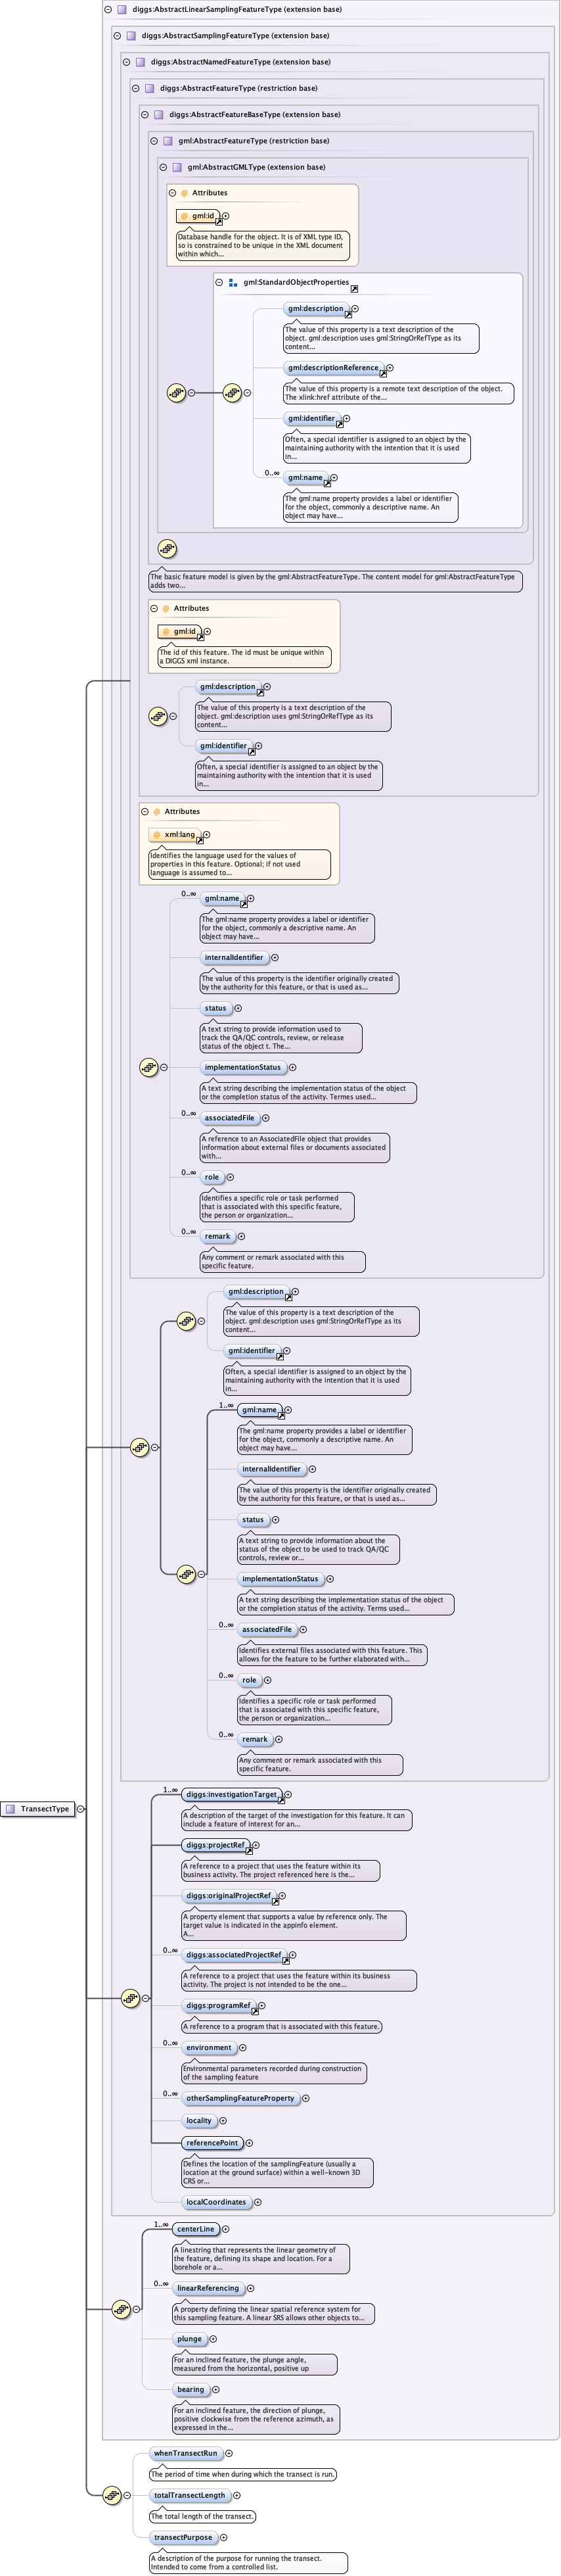 diggs:AbstractLinearSamplingFeatureType (extension base)
diggs:AbstractSamplingFeatureType (extension base)
diggs:AbstractNamedFeatureType (extension base)
diggs:AbstractFeatureType (restriction base)
diggs:AbstractFeatureBaseType (extension base)
gml:AbstractFeatureType (restriction base)
gml:AbstractGMLType (extension base)
@ Attributes
@ gml:id
Database handle for the object. It is of XML type ID,
so is constrained to be unique in the XML document
within which...
gml:StandardObjectProperties
gml:description
The value of this property is a text description of the
object. gml:description uses gml:StringOrRefType as its
content...
gml:descriptionReference
The value of this property is a remote text description of the object.
The xlink:href attribute of the...
gml:identifier
Often, a special identifier is assigned to an object by the
maintaining authority with the intention that it is used
in...
0..∞
gml:name
The gml:name property provides a label or identifier
for the object, commonly a descriptive name. An
object may have...
The basic feature model is given by the gml:AbstractFeatureType. The content model for gml:AbstractFeatureType
adds two...
@ Attributes
@ gml:id
The id of this feature. The id must be unique within
a DIGGS xml instance.
gml:description
The value of this property is a text description of the
object. gml:description uses gml:StringOrRefType as its
content...
gml:identifier
Often, a special identifier is assigned to an object by the
maintaining authority with the intention that it is used
in...
@ Attributes
@ xml:lang
Identifies the language used for the values of
properties in this feature. Optional; if not used
language is assumed to...
0..∞
gml:name
The gml:name property provides a label or identifier
for the object, commonly a descriptive name. An
object may have...
internalIdentifier
The value of this property is the identifier originally created
by the authority for this feature, or that is used as...
status
A text string to provide information used to
track the QA/QC controls, review, or release
status of the object t. The...
implementationStatus
A text string describing the implementation status of the object
or the completion status of the activity. Termes used...
0..∞
associatedFile
A reference to an AssociatedFile object that provides
information about external files or documents associated
with...
0..∞
role
Identifies a specific role or task performed
that is associated with this specific feature,
the person or organization...
0..∞
remark
Any comment or remark associated with this
specific feature.
gml:description
The value of this property is a text description of the
object. gml:description uses gml:StringOrRefType as its
content...
gml:identifier
Often, a special identifier is assigned to an object by the
maintaining authority with the intention that it is used
in...
1..∞
gml:name
The gml:name property provides a label or identifier
for the object, commonly a descriptive name. An
object may have...
internalIdentifier
The value of this property is the identifier originally created
by the authority for this feature, or that is used as...
status
A text string to provide information about the
status of the object to be used to track QA/QC
controls, review or...
implementationStatus
A text string describing the implementation status of the object
or the completion status of the activity. Terms used...
0..∞
associatedFile
Identifies external files associated with this feature. This
allows for the feature to be further elaborated with...
0..∞
role
Identifies a specific role or task performed
that is associated with this specific feature,
the person or organization...
0..∞
remark
Any comment or remark associated with this
specific feature.
TransectType
1..∞
diggs:investigationTarget
A description of the target of the investigation for this feature. It can
include a feature of interest for an...
diggs:projectRef
A reference to a project that uses the feature within its
business activity. The project referenced here is the...
diggs:originalProjectRef
A property element that supports a value by reference only. The
target value is indicated in the appinfo element.
A...
0..∞
diggs:associatedProjectRef
A reference to a project that uses the feature within its business
activity. The project is not intended to be the one...
0..∞
diggs:programRef
A reference to a program that is associated with this feature.
0..∞
environment
Environmental parameters recorded during construction
of the sampling feature
0..∞
otherSamplingFeatureProperty
locality
referencePoint
Defines the location of the samplingFeature (usually a
location at the ground surface) within a well-known 3D
CRS or...
localCoordinates
1..∞
centerLine
A linestring that represents the linear geometry of
the feature, defining its shape and location. For a
borehole or a...
0..∞
linearReferencing
A property defining the linear spatial reference system for
this sampling feature. A linear SRS allows other objects to...
plunge
For an inclined feature, the plunge angle,
measured from the horizontal, positive up
bearing
For an inclined feature, the direction of plunge,
positive clockwise from the reference azimuth, as
expressed in the...
whenTransectRun
The period of time when during which the transect is run.
totalTransectLength
The total length of the transect.
transectPurpose
A description of the purpose for running the transect.
Intended to come from a controlled list.